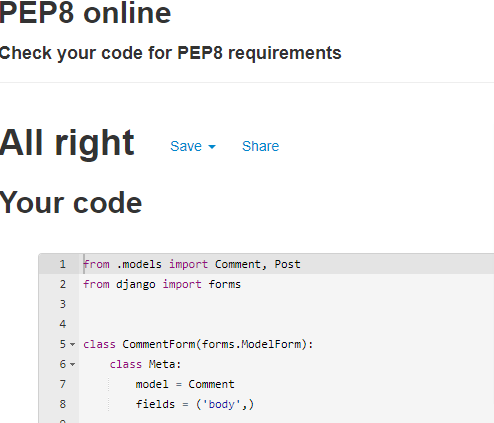 PEP8 online
Check your code for PEP8 requirements
All right Save Share
Your code
1 from .models import Comment, Post
2 from django import forms
3
4
5 class CommentForm(forms.ModelForm):
6 class Meta:
7 model = Comment
8 fields = ('body',)